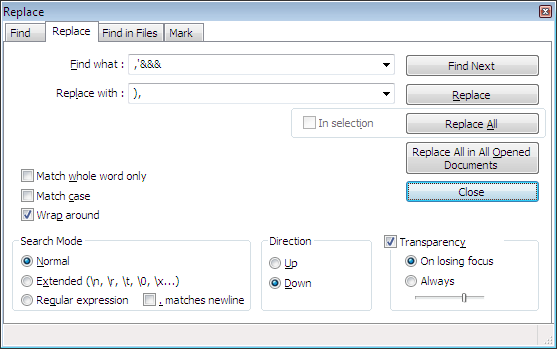 Replace
Find Replace Find in Files Mark
Find what : ,'&&& Find Next
Replace with : ), Replace
In selection Replace All
Replace All in All Opened
Documents
Match whole word only
Close
Match case
Wrap around
Search Mode Direction Transparency
Normal Up On losing focus
Extended (\n, \r, \t, \0, \x...) Down Always
Regular expression . matches newline